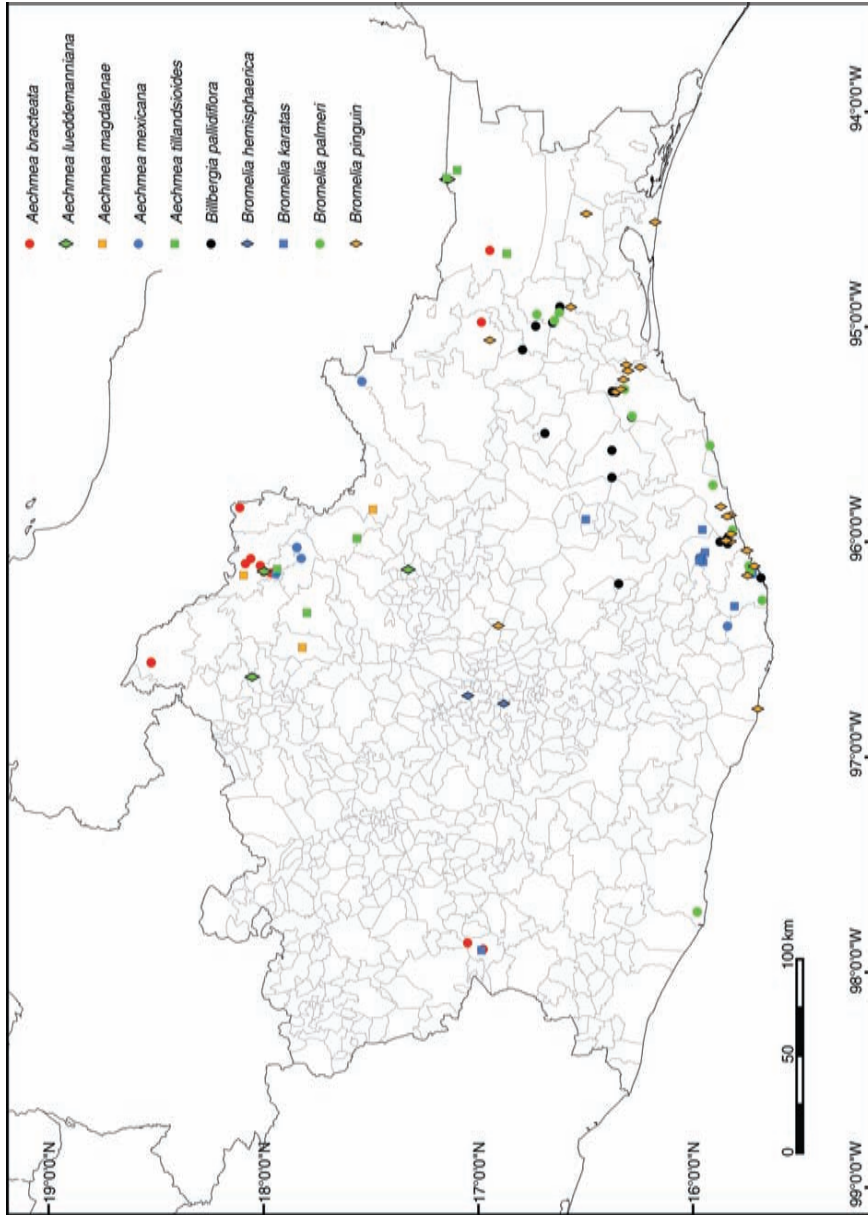 Aechmea bracteata
Aechmea lueddemanniana
Aechmea magdalenae
Aechmea mexicana
Aechmea tillandsioides
Billbergia pallidiflora
Bromelia hemisphaerica
Bromelia karatas
Bromelia palmeri
Bromelia pinguin
19°0'0"N
18°0'0"N
17°0'0"N
16°0'0"N
0 50 100 km
99°0'0"W 98°0'0"W 97°0'0"W 96°0'0"W 95°0'0"W 94°0'0"W